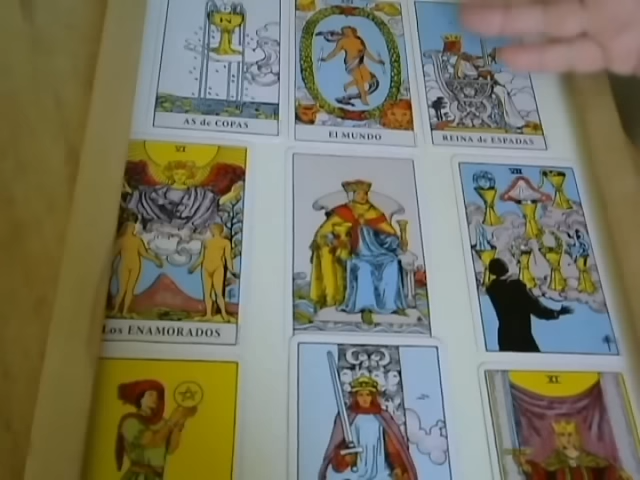 AS de COPAS
El MUNDO
REINA de ESPADAS
VI
VII
Los ENAMORADOS
XI